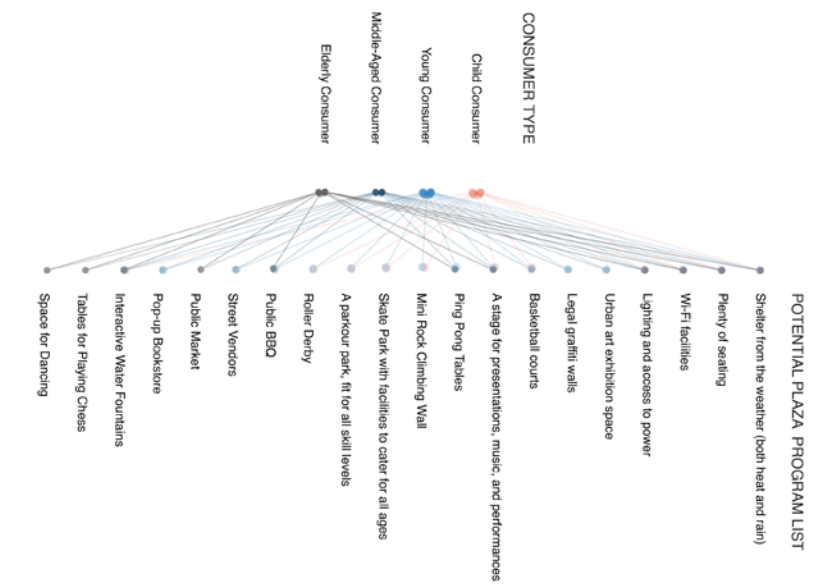 CONSUMER TYPE
Child Consumer
Young Consumer
Middle-Aged Consumer
Elderly Consumer
POTENTIAL PLAZA PROGRAM LIST
Shelter from the weather (both heat and rain)
Plenty of seating
Wi-Fi facilities
Lighting and access to power
Urban art exhibition space
Legal graffiti walls
Basketball courts
A stage for presentations, music, and performances
Ping Pong Tables
Mini Rock Climbing Wall
Skate Park with facilities to cater for all ages
A parkour park, fit for all skill levels
Roller Derby
Public BBQ
Street Vendors
Public Market
Pop-up Bookstore
Interactive Water Fountains
Tables for Playing Chess
Space for Dancing